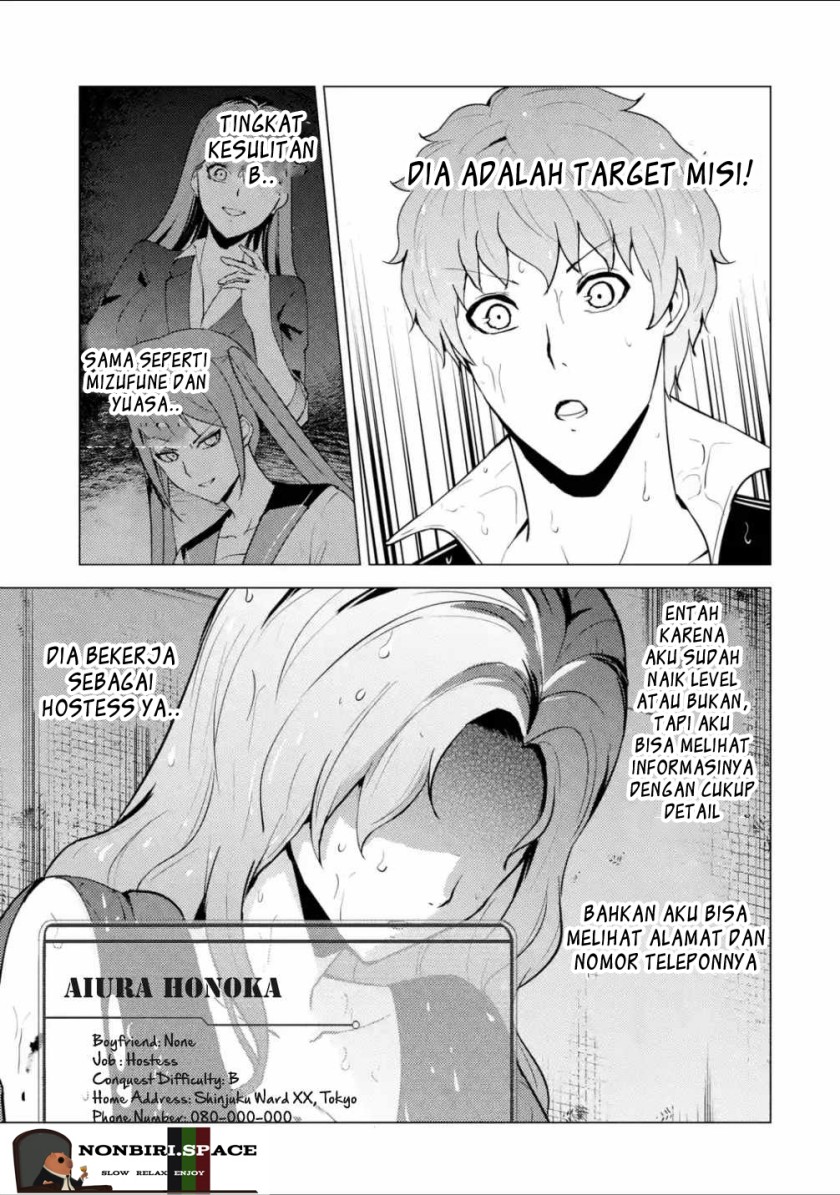 DIA ADALAH TARGET MISI!
TINGKAT
KESULITAN
B..
SAMA SEPERTI
MIZUFUNE DAN
YUASA..
ENTAH
KARENA
AKU SUDAH
NAIK LEVEL
ATAU BUKAN,
TAPI AKU
BISA MELIHAT
INFORMASINYA
DENGAN CUKUP
DETAIL
DIA BEKERJA
SEBAGAI
HOSTESS YA..
BAHKAN AKU BISA
MELIHAT ALAMAT DAN
NOMOR TELEPONNYA
AIURA HONOKA
Boyfriend: None
Job : Hostess
Conquest Difficulty: B
Home Address: Shinjuku Ward XX, Tokyo
Phone Number: 080-000-000
NONBIRI.SPACE
SLOW RELAX ENJOY